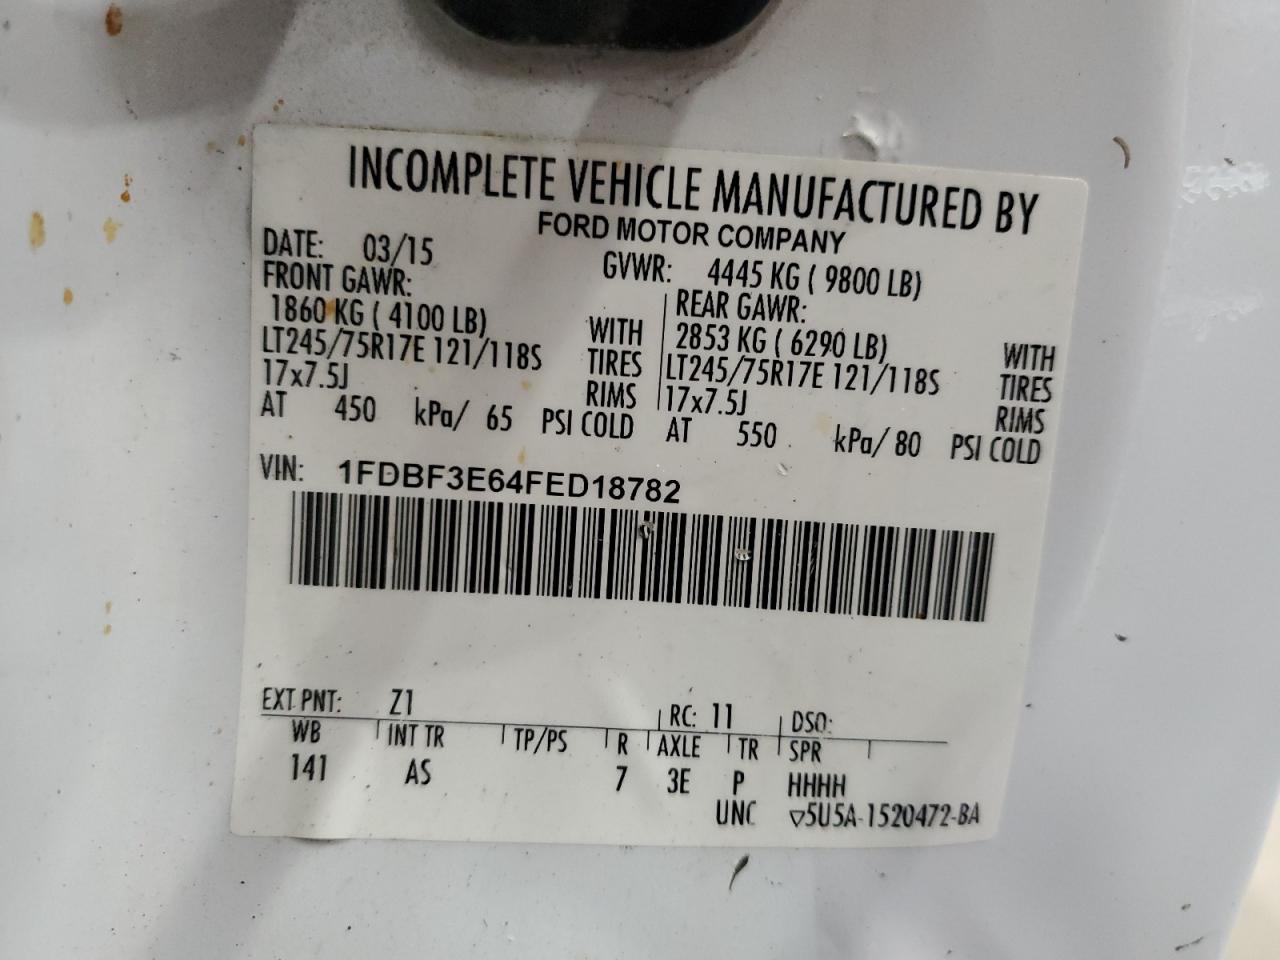 INCOMPLETE VEHICLE MANUFACTURED BY
FORD MOTOR COMPANY
DATE: 03/15 GVWR: 4445 KG ( 9800 LB)
FRONT GAWR: REAR GAWR:
1860 KG ( 4100 LB) WITH 2853 KG ( 6290 LB) WITH
LT245/75R17E 121/118S TIRES LT245/75R17E 121/118S TIRES
17x7.5J RIMS 17x7.5J RIMS
AT 450 kPa/ 65 PSI COLD AT 550 kPa/ 80 PSI COLD
VIN: 1FDBF3E64FED18782
EXT PNT: Z1 RC: 11 DSO:
WB INT TR TP/PS R AXLE TR SPR
141 AS 7 3E P HHHH
UNC ▽5U5A-1520472-BA